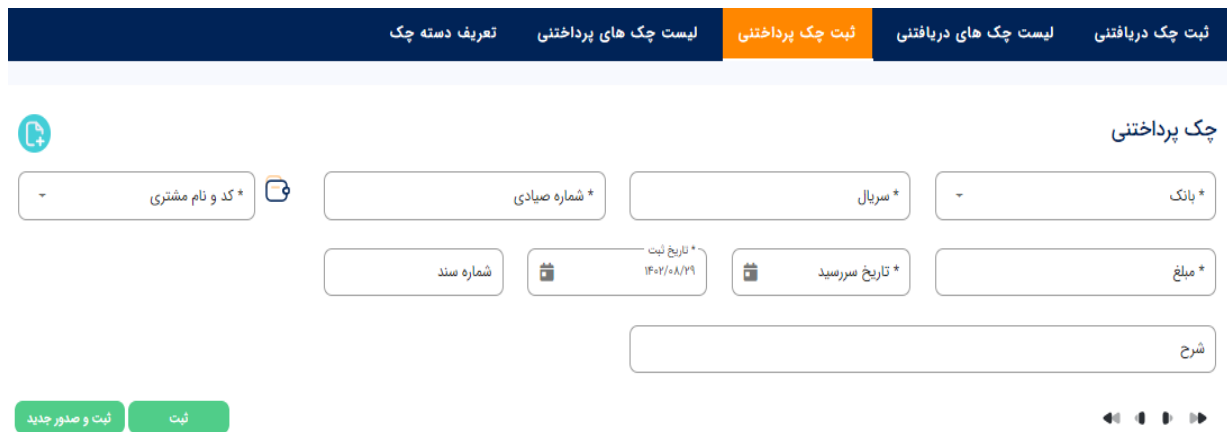 ثبت چک دریافتنی لیست چک های دریافتنی ثبت چک پرداختنی لیست چک های پرداختنی تعریف دسته چک
چک پرداختنی
* بانک * سریال * شماره صیادی * کد و نام مشتری
* تاریخ ثبت
* مبلغ * تاریخ سررسید ۱۴۰۲/۰۸/۲۹ شماره سند
شرح
ثبت ثبت و صدور جدید